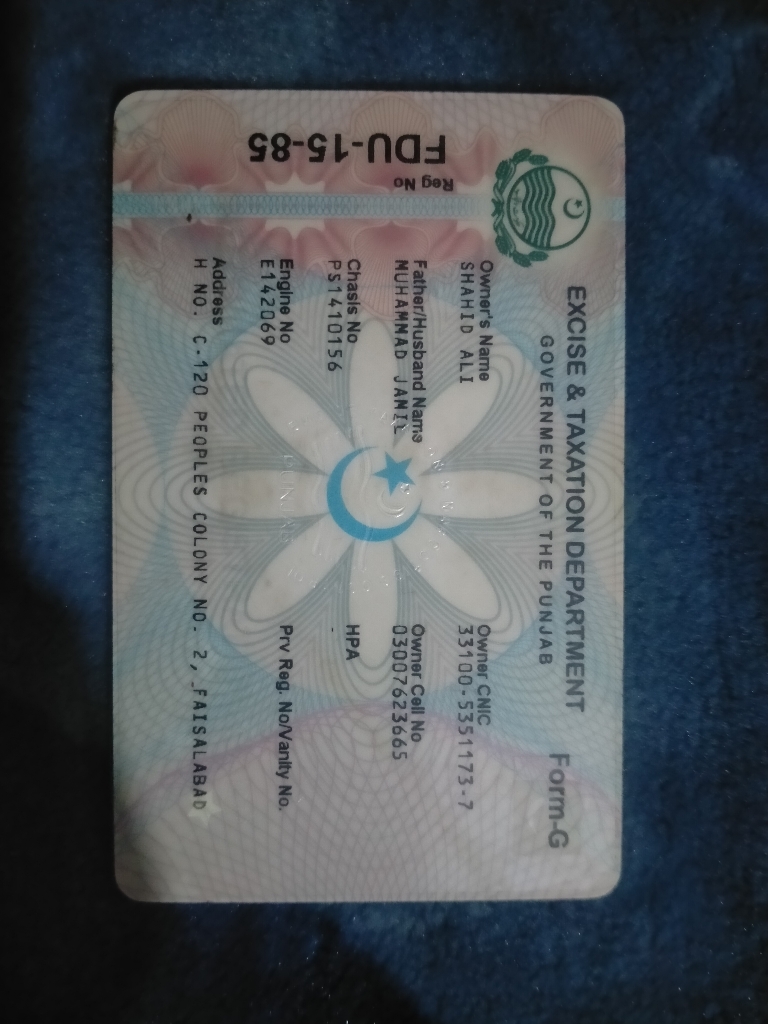 EXCISE & TAXATION DEPARTMENT Form-G
GOVERNMENT OF THE PUNJAB
Reg No
FDU-15-85
Owner's Name Owner CNIC
SHAHID ALI 33100-5351173-7
Father/Husband Name Owner Cell No
MUHAMMAD JAMIL 03007623665
Chasis No HPA
PS1410156 -
Engine No Prv Reg. No/Vanity No.
E142069
Address
H NO. C-120 PEOPLES COLONY NO. 2, FAISALABAD